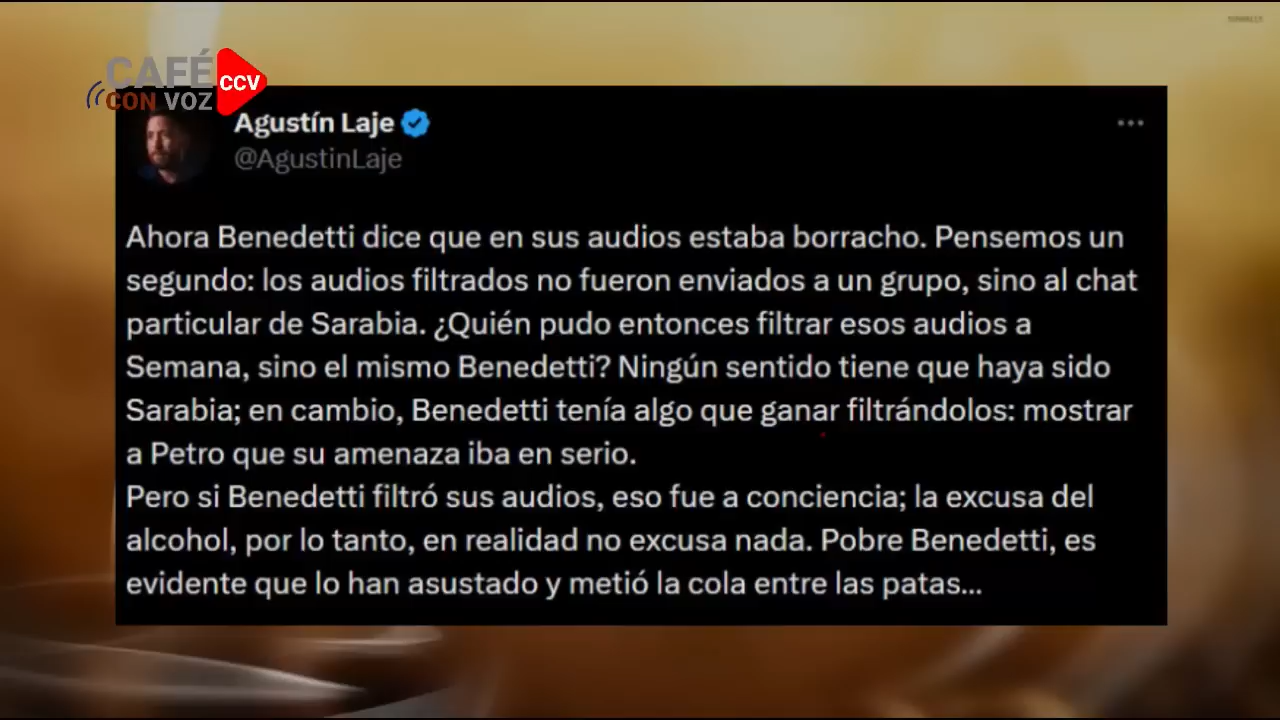 CAFÉ
CON VOZ
CCV
Agustín Laje
@AgustinLaje
Ahora Benedetti dice que en sus audios estaba borracho. Pensemos un
segundo: los audios filtrados no fueron enviados a un grupo, sino al chat
particular de Sarabia. ¿Quién pudo entonces filtrar esos audios a
Semana, sino el mismo Benedetti? Ningún sentido tiene que haya sido
Sarabia; en cambio, Benedetti tenía algo que ganar filtrándolos: mostrar
a Petro que su amenaza iba en serio.
Pero si Benedetti filtró sus audios, eso fue a conciencia; la excusa del
alcohol, por lo tanto, en realidad no excusa nada. Pobre Benedetti, es
evidente que lo han asustado y metió la cola entre las patas...